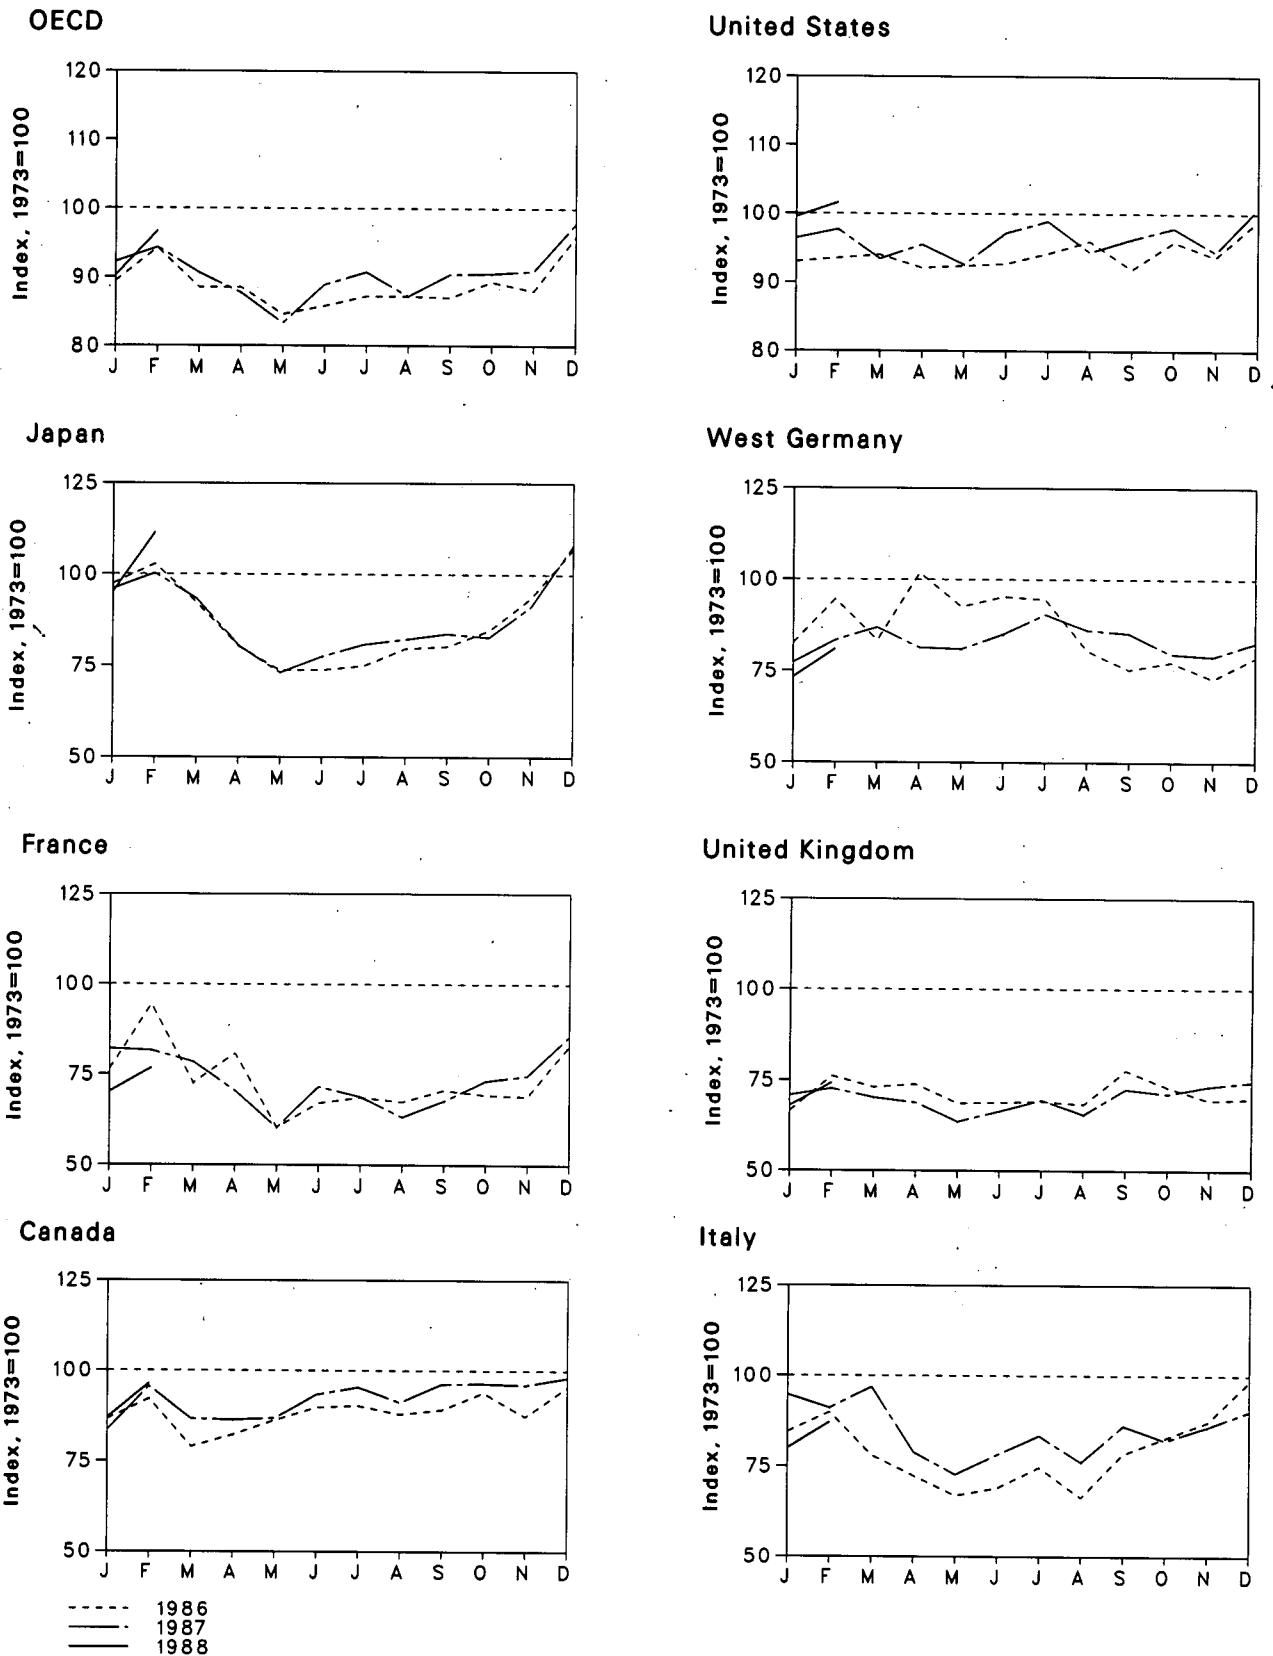 OECD
Index, 1973=100
120
110
100
90
80
J F M A M J J A S O N D
United States
Index, 1973=100
120
110
100
90
80
J F M A M J J A S O N D
Japan
Index, 1973=100
125
100
75
50
J F M A M J J A S O N D
West Germany
Index, 1973=100
125
100
75
50
J F M A M J J A S O N D
France
Index, 1973=100
125
100
75
50
J F M A M J J A S O N D
United Kingdom
Index, 1973=100
125
100
75
50
J F M A M J J A S O N D
Canada
Index, 1973=100
125
100
75
50
J F M A M J J A S O N D
Italy
Index, 1973=100
125
100
75
50
J F M A M J J A S O N D
1986
1987
1988